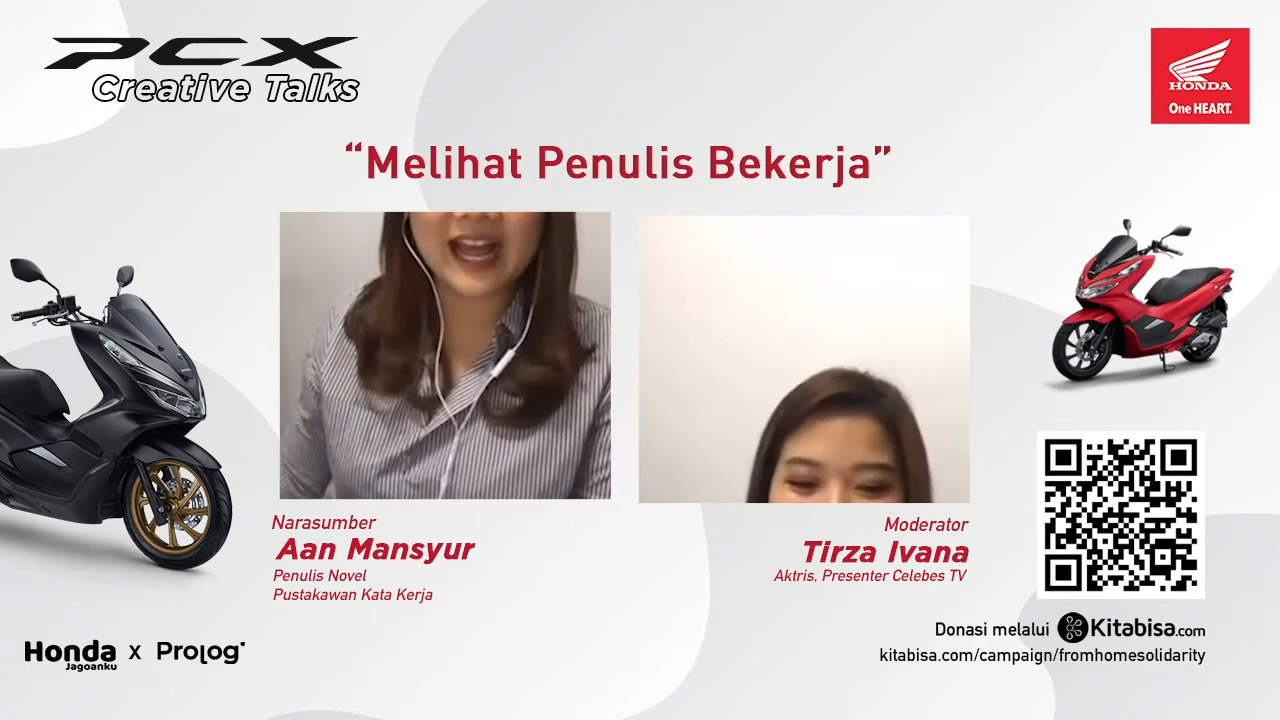 PCX
Creative Talks
HONDA
One HEART.
“Melihat Penulis Bekerja”
Narasumber
Aan Mansyur
Penulis Novel
Pustakawan Kata Kerja
Moderator
Tirza Ivana
Aktris, Presenter Celebes TV
Donasi melalui Kitabisa.com
kitabisa.com/campaign/fromhomesolidarity
Honda Jagoanku x Prolog